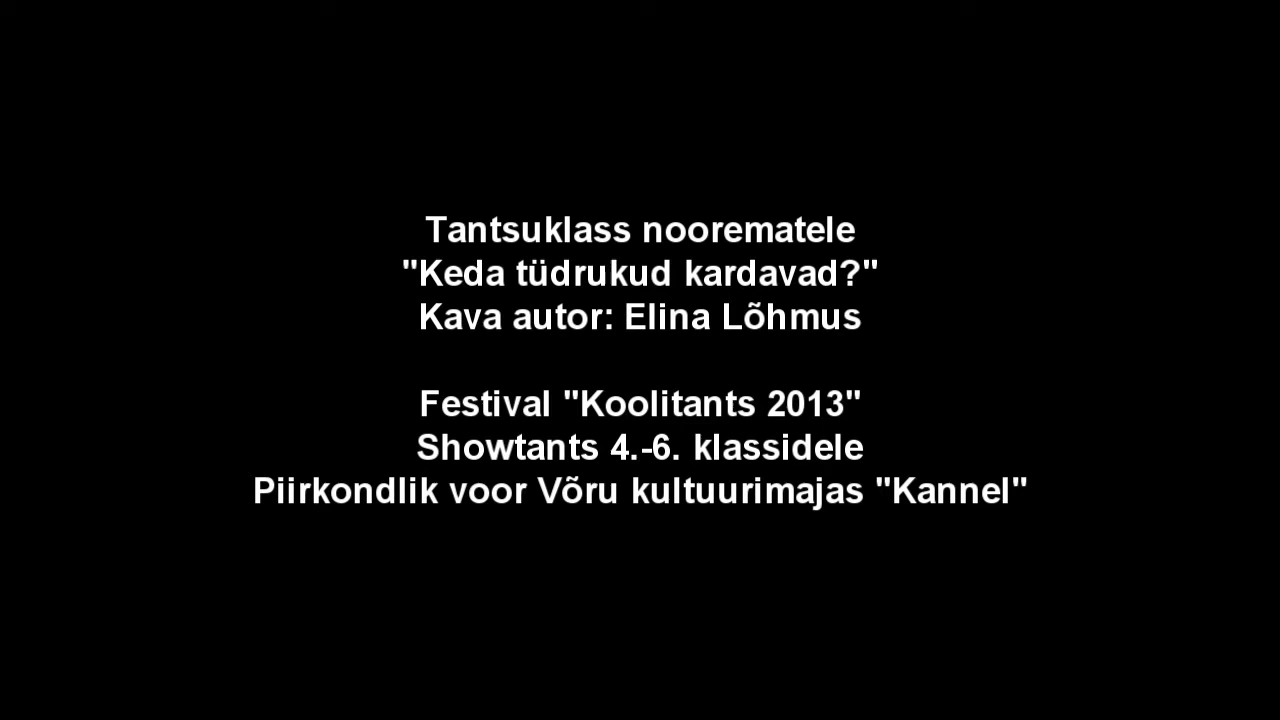 Tantsuklass noorematele
"Keda tüdrukud kardavad?"
Kava autor: Elina Lõhmus
Festival "Koolitants 2013"
Showtants 4.-6. klassidele
Piirkondlik voor Võru kultuurimajas "Kannel"